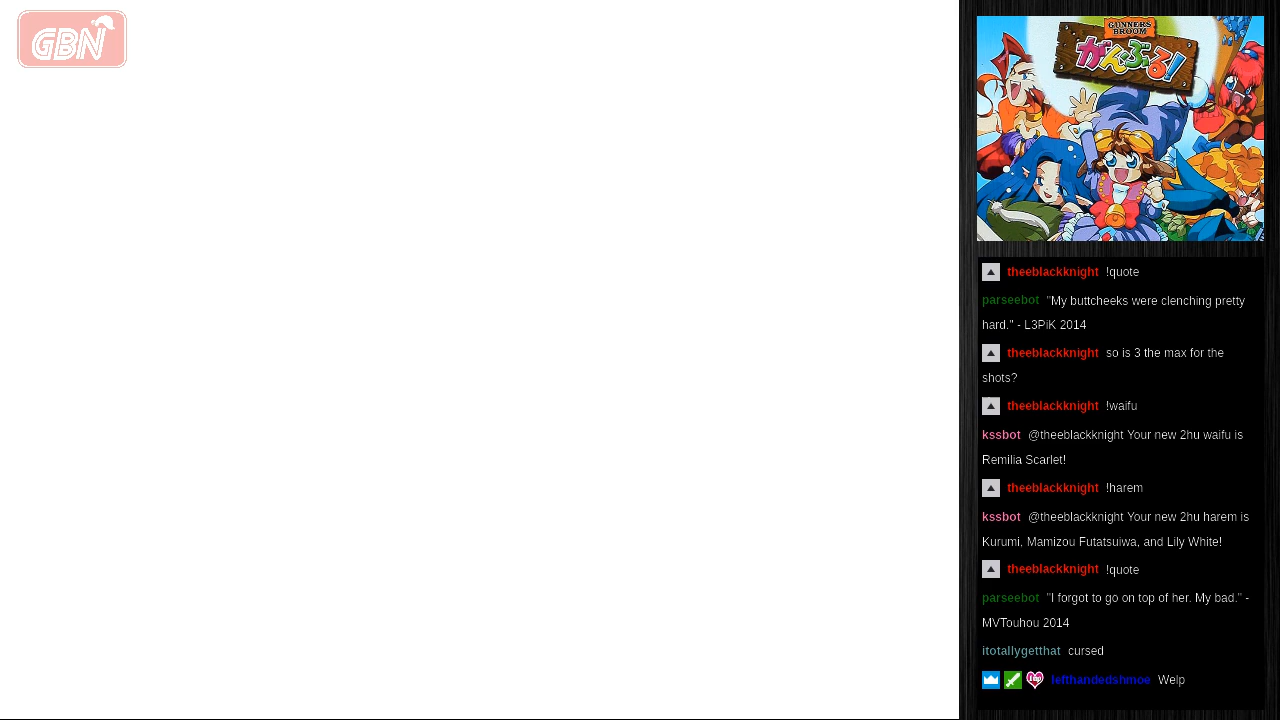 GBN
GUNNERS
BROOM
がんぶる!
theeblackknight !quote
parseebot "My buttcheeks were clenching pretty
hard." - L3PiK 2014
theeblackknight so is 3 the max for the
shots?
theeblackknight !waifu
kssbot @theeblackknight Your new 2hu waifu is
Remilia Scarlet!
theeblackknight !harem
kssbot @theeblackknight Your new 2hu harem is
Kurumi, Mamizou Futatsuiwa, and Lily White!
theeblackknight !quote
parseebot "I forgot to go on top of her. My bad." -
MVTouhou 2014
itotallygetthat cursed
lefthandedshmoe Welp